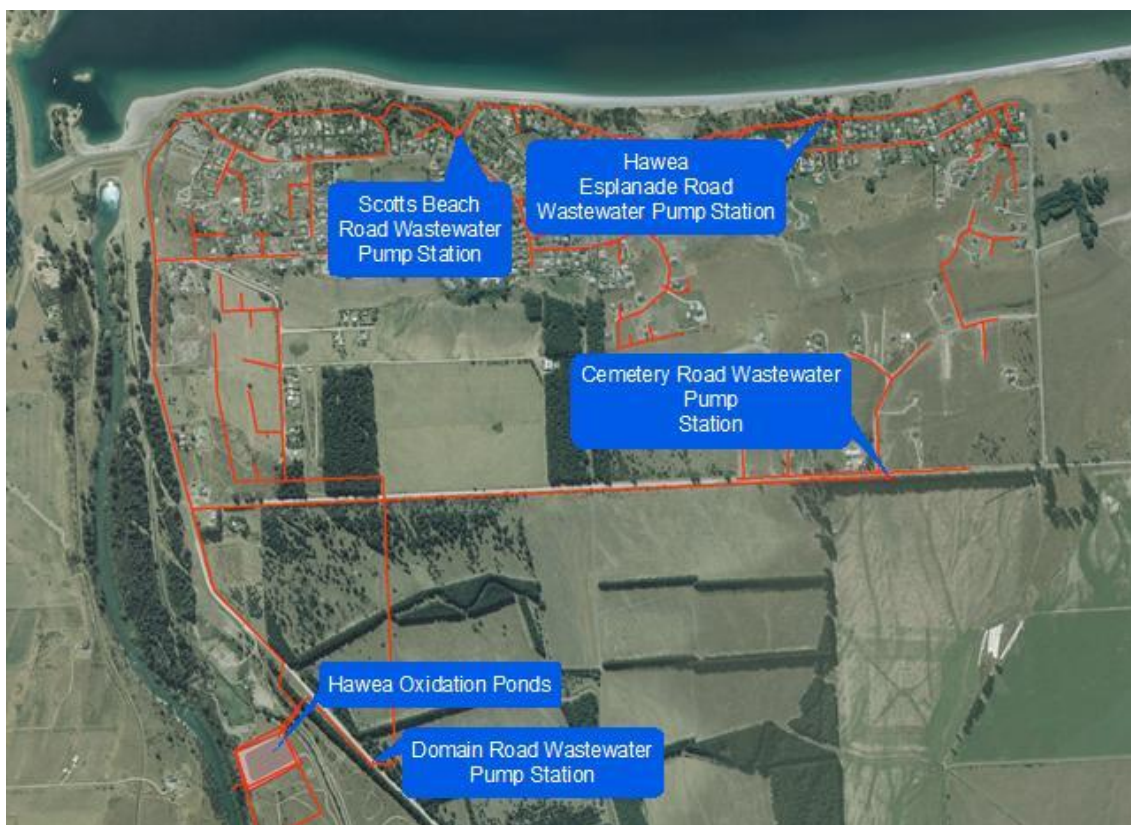 Hawea
Esplanade Road
Wastewater Pump Station
Scotts Beach
Road Wastewater
Pump Station
Cemetery Road Wastewater
Pump
Station
Hawea Oxidation Ponds
Domain Road Wastewater
Pump Station